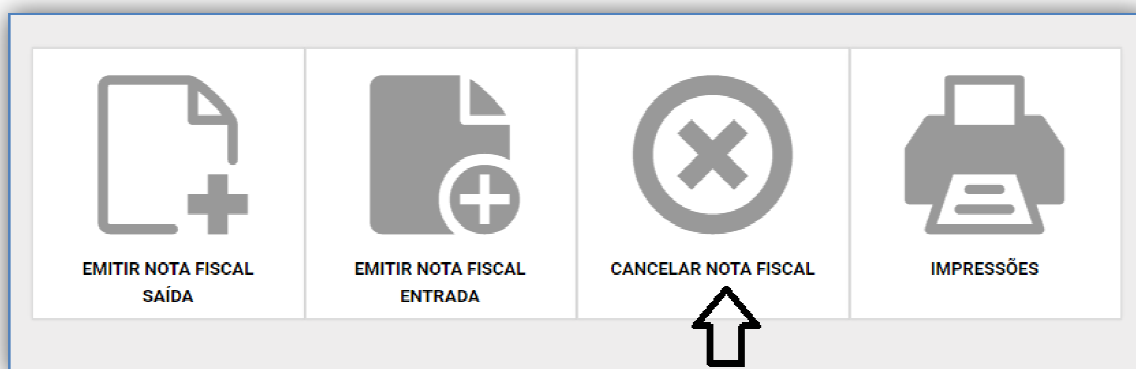 EMITIR NOTA FISCAL
SAÍDA
EMITIR NOTA FISCAL
ENTRADA
CANCELAR NOTA FISCAL
IMPRESSÕES